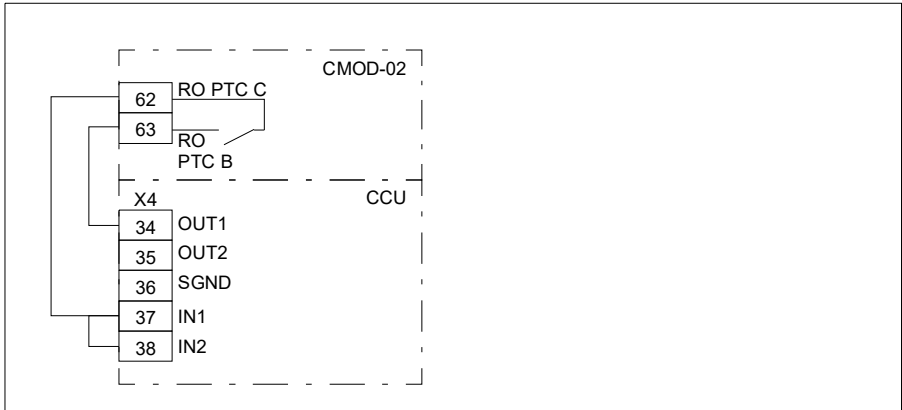 CMOD-02
62 RO PTC C
63 RO
PTC B
X4 CCU
34 OUT1
35 OUT2
36 SGND
37 IN1
38 IN2